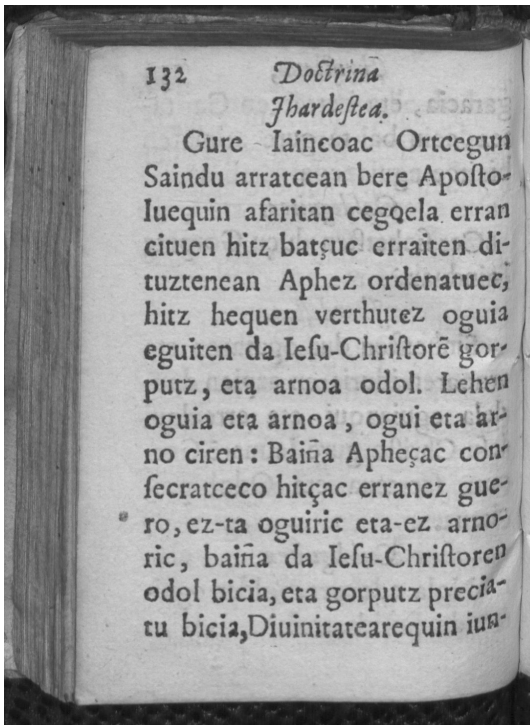 132 Doctrina
Jhardeſtea.
Gure Iaincoac Ortcegun
Saindu arratcean bere Apoſto-
luequin afaritan cegoela erran
cituen hitz batçuc erraiten di-
tuztenean Aphez ordenatuec,
hitz hequen verthutez oguia
eguiten da Ieſu-Chriſtorē gor-
putz, eta arnoa odol. Lehen
oguia eta arnoa, ogui eta ar-
no ciren: Baiña Apheçac con-
ſecratceco hitçac erranez gue-
ro, ez-ta oguiric eta-ez arno-
ric, baiña da Ieſu-Chriſtoren
odol bicia, eta gorputz precia-
tu bicia, Diuinitatearequin iun-